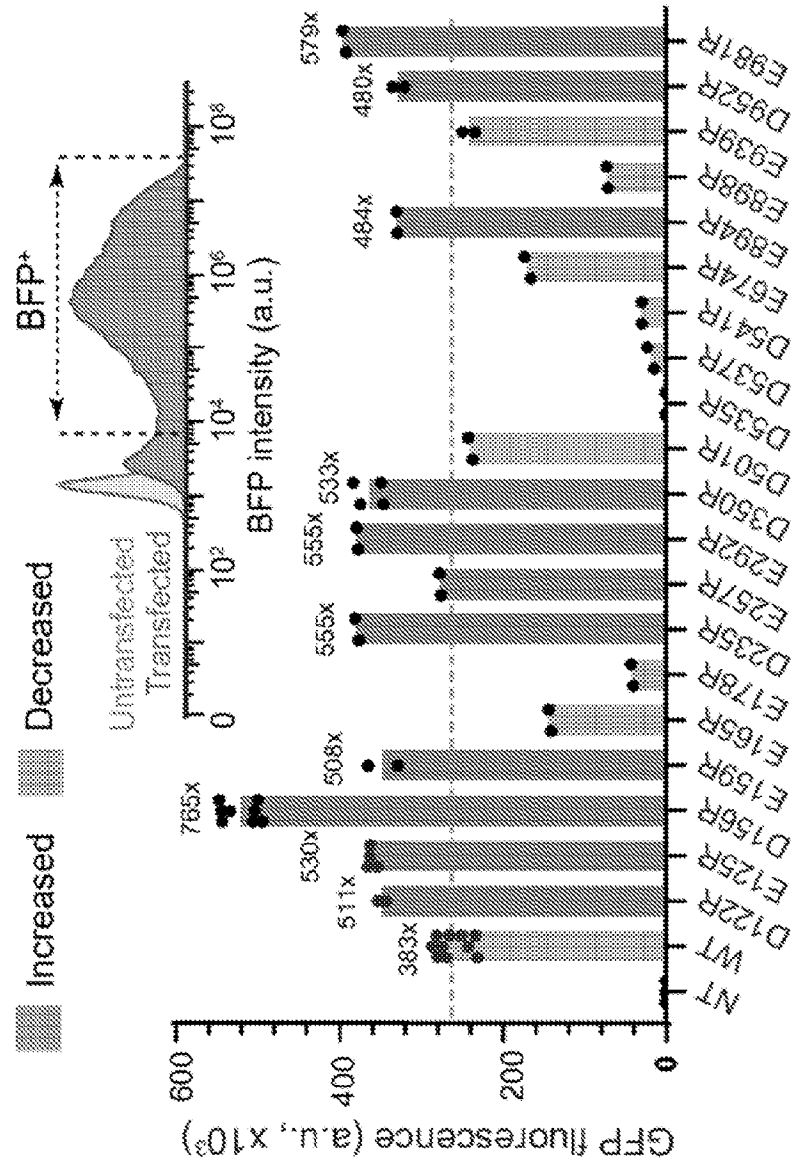 Increased
Decreased
Untransfected
Transfected
BFP⁺
0
10²
10⁴
10⁶
10⁸
BFP intensity (a.u.)
GFP fluorescence (a.u., x10³)
600
400
200
0
383x
511x
530x
765x
508x
555x
555x
533x
484x
480x
579x
NT
WT
D122R
E125R
D156R
E159R
E165R
E178R
D235R
E257R
E292R
D350R
D501R
D535R
D537R
D541R
E674R
E894R
E898R
E939R
D952R
E981R